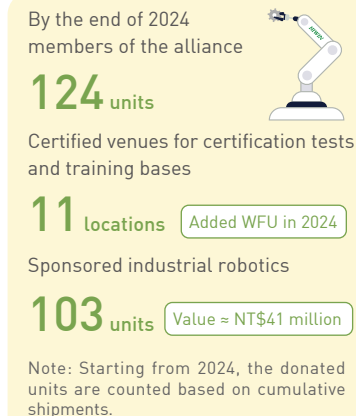 By the end of 2024
members of the alliance
HIWIN
124 units
Certified venues for certification tests
and training bases
11 locations Added WFU in 2024
Sponsored industrial robotics
103 units Value ≈ NT$41 million
Note: Starting from 2024, the donated
units are counted based on cumulative
shipments.